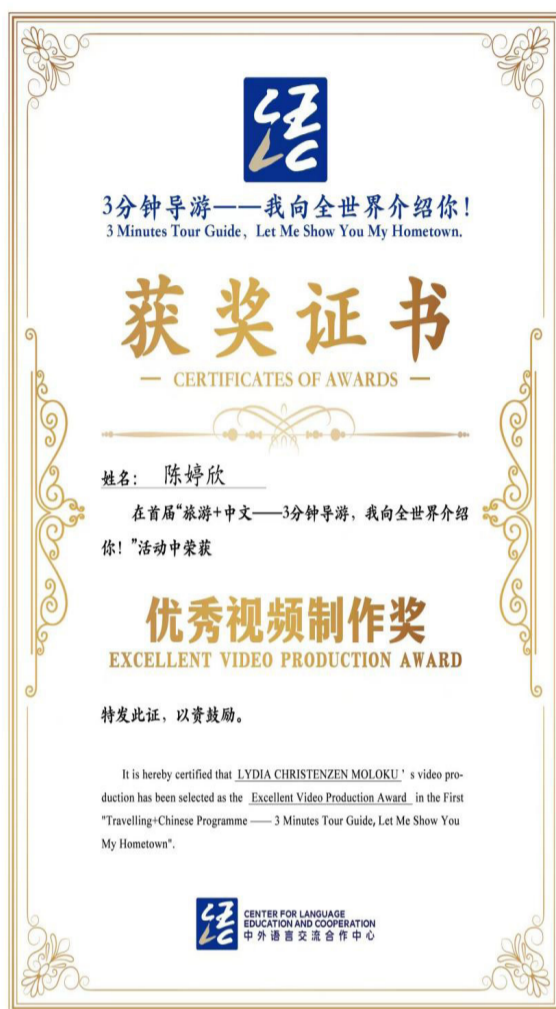 3分钟导游——我向全世界介绍你!
3 Minutes Tour Guide, Let Me Show You My Hometown.
获奖证书
— CERTIFICATES OF AWARDS —
姓名: 陈婷欣
在首届“旅游+中文——3分钟导游,我向全世界介绍
你!”活动中荣获
优秀视频制作奖
EXCELLENT VIDEO PRODUCTION AWARD
特发此证,以资鼓励。
It is hereby certified that LYDIA CHRISTENZEN MOLOKU ' s video pro-
duction has been selected as the Excellent Video Production Award in the First
"Travelling+Chinese Programme —— 3 Minutes Tour Guide, Let Me Show You
My Hometown".
CENTER FOR LANGUAGE
EDUCATION AND COOPERATION
中外语言交流合作中心